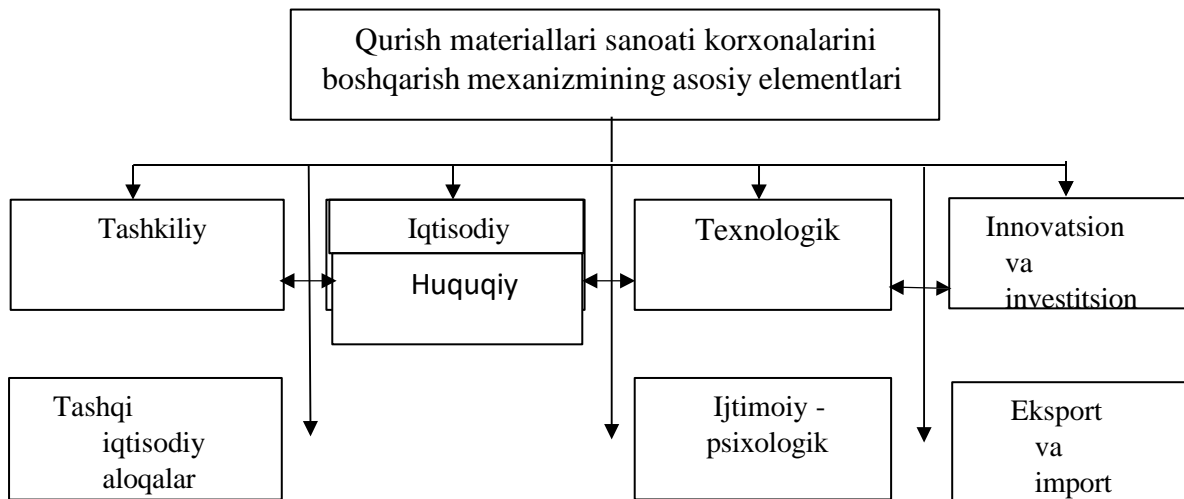 Qurish materiallari sanoati korxonalarini
boshqarish mexanizmining asosiy elementlari
Tashkiliy
Iqtisodiy
Huquqiy
Texnologik
Innovatsion
va
investitsion
Tashqi
iqtisodiy
aloqalar
Ijtimoiy -
psixologik
Eksport
va
import